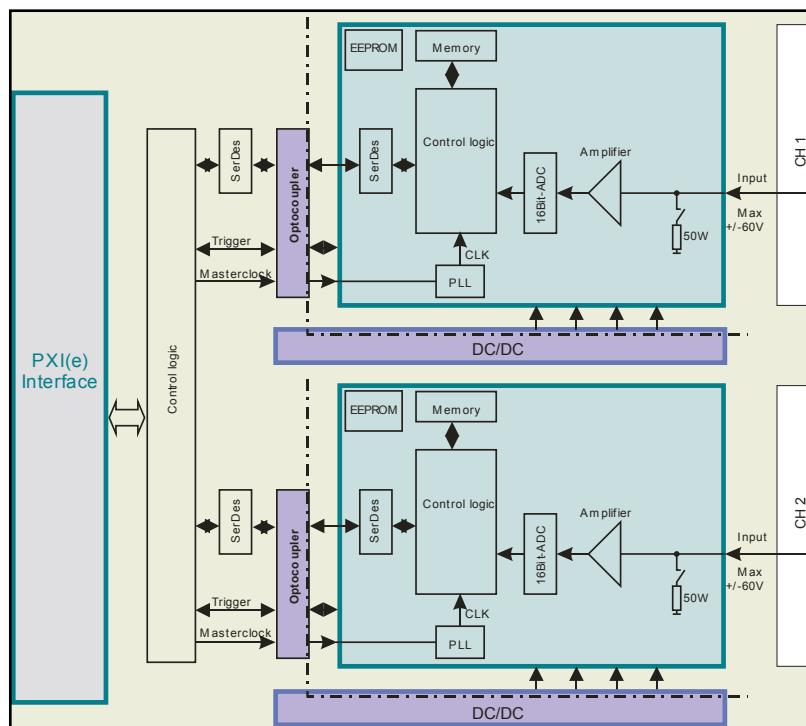 PXI(e)
Interface
Control logic
SerDes
Optocoupler
Trigger
Masterclock
EEPROM
Memory
Control logic
SerDes
16Bit-ADC
Amplifier
CLK
PLL
50W
Input
Max
+/-60V
CH 1
DC/DC
SerDes
Optocoupler
Trigger
Masterclock
EEPROM
Memory
Control logic
SerDes
16Bit-ADC
Amplifier
CLK
PLL
50W
Input
Max
+/-60V
CH 2
DC/DC